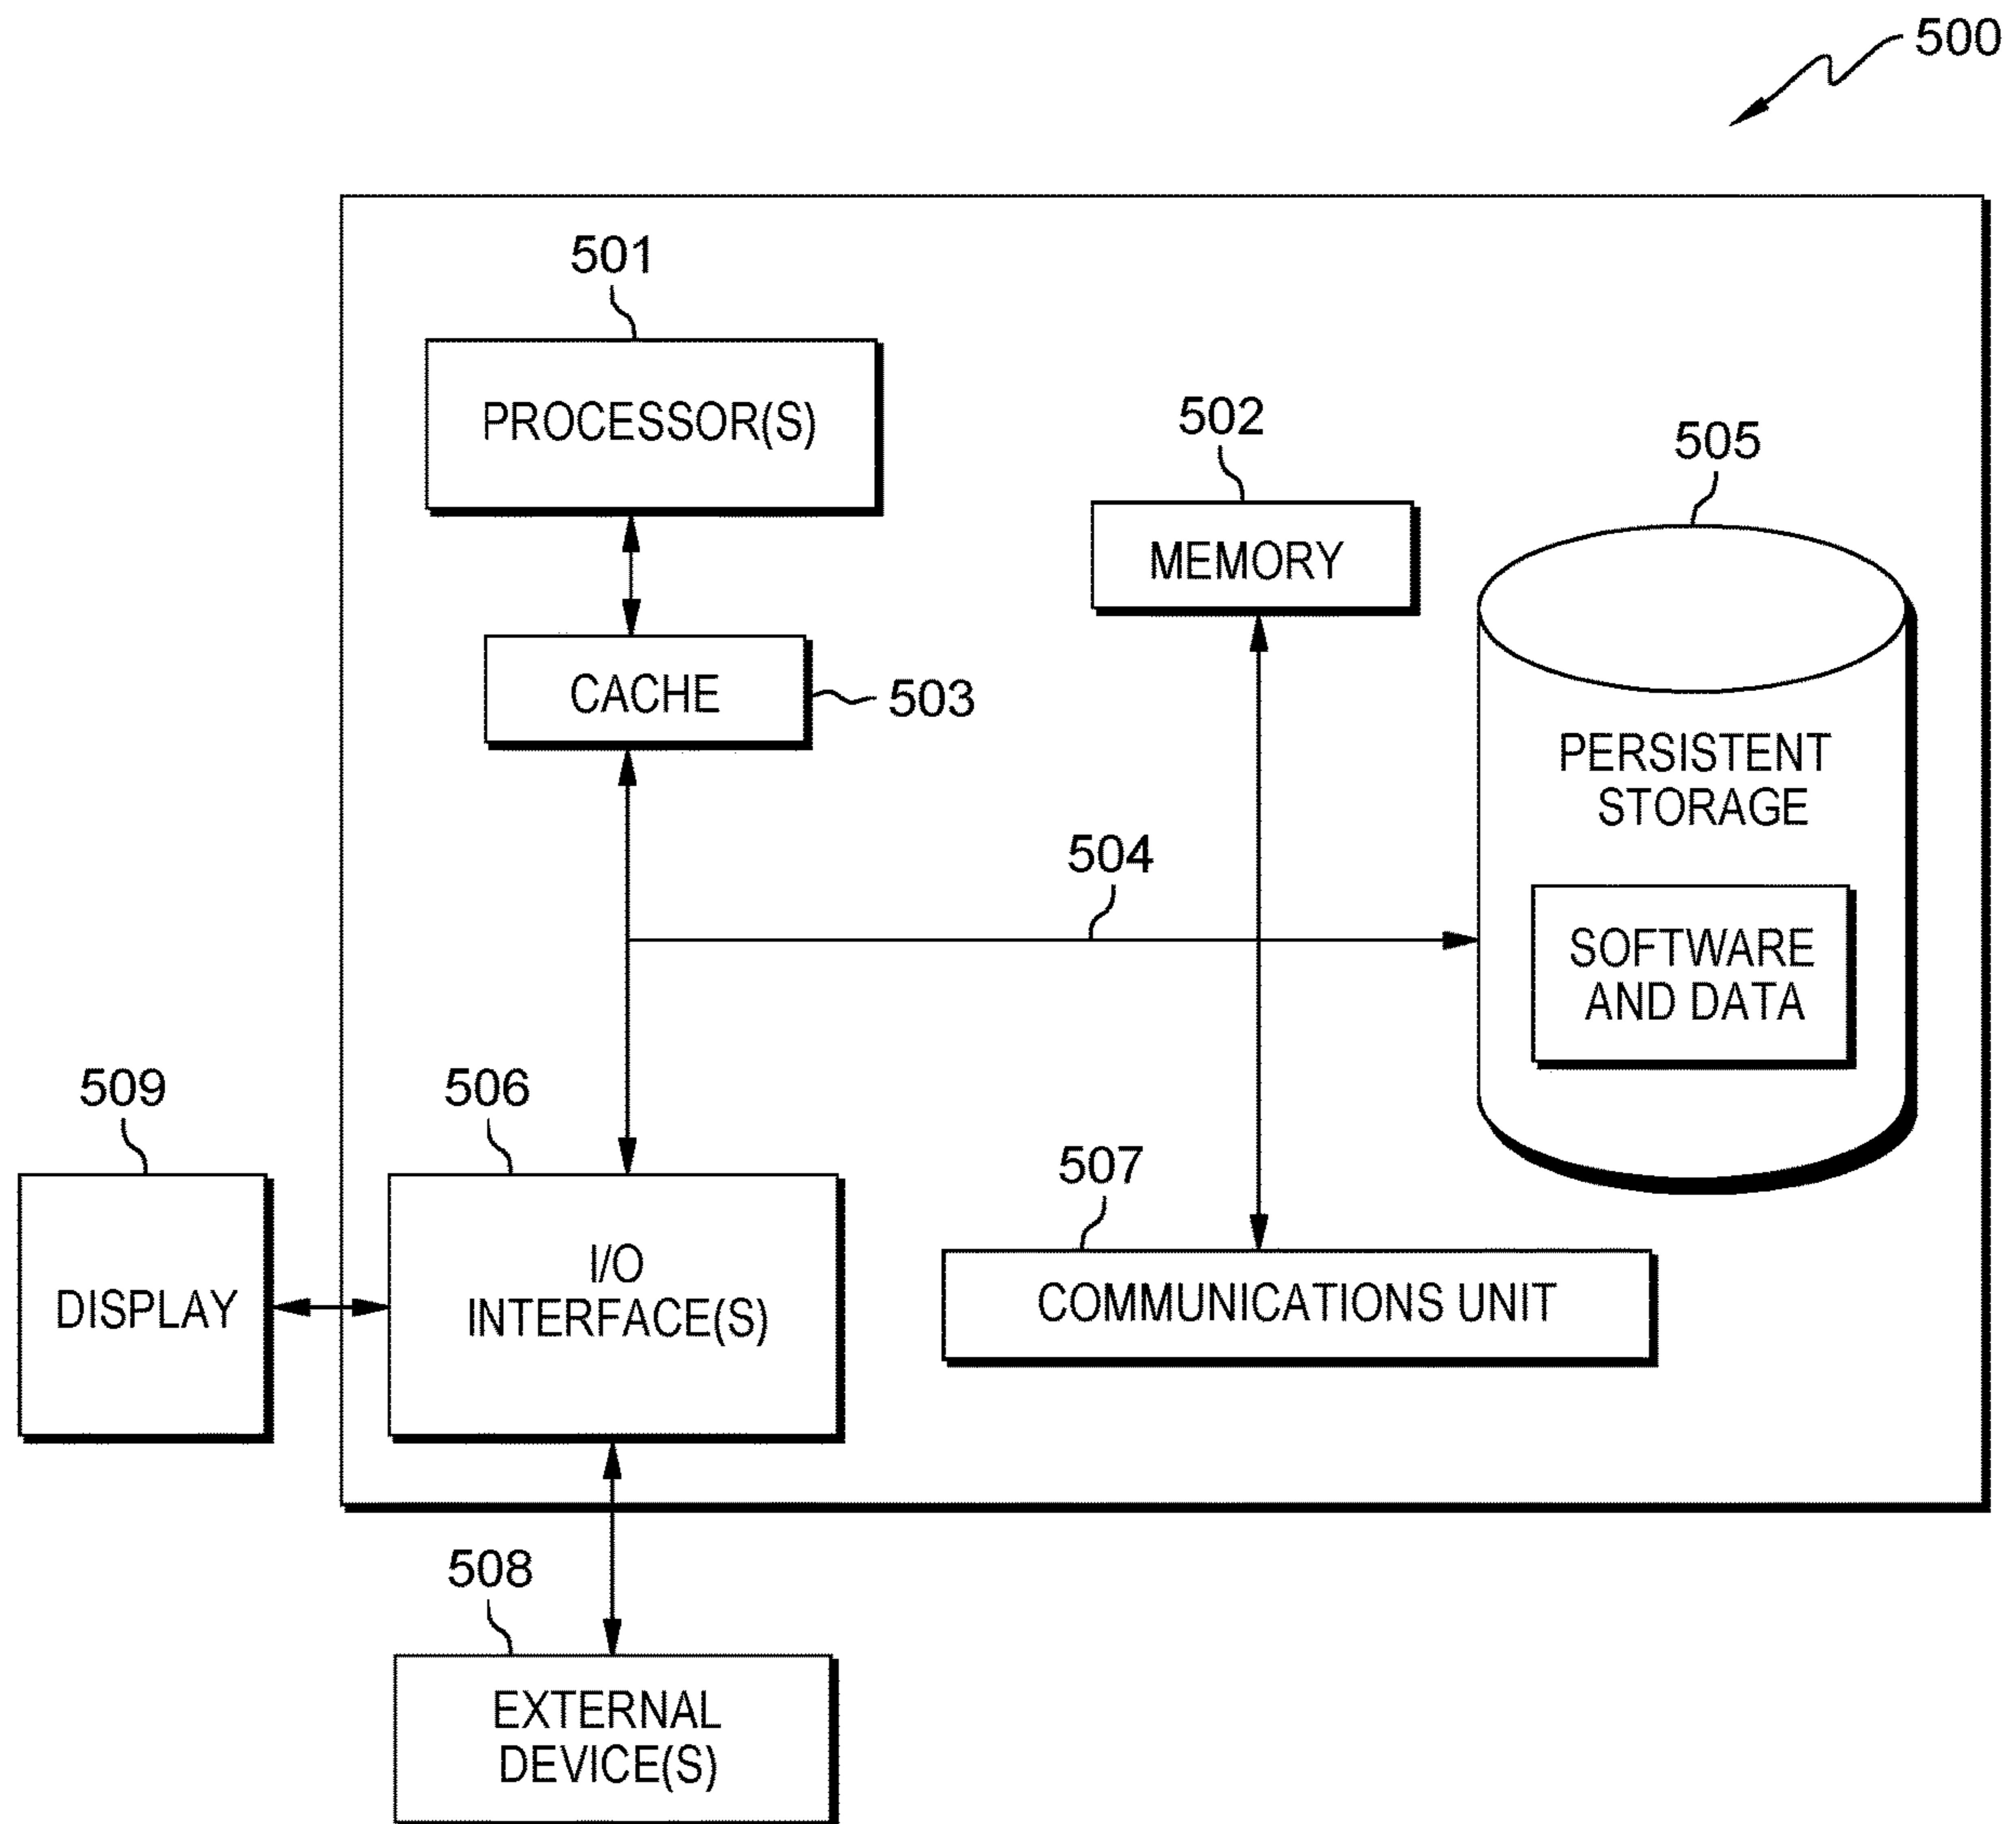 500
501
PROCESSOR(S)
502
MEMORY
505
CACHE
503
PERSISTENT
STORAGE
504
SOFTWARE
AND DATA
509
506
507
DISPLAY
I/O
INTERFACE(S)
COMMUNICATIONS UNIT
508
EXTERNAL
DEVICE(S)